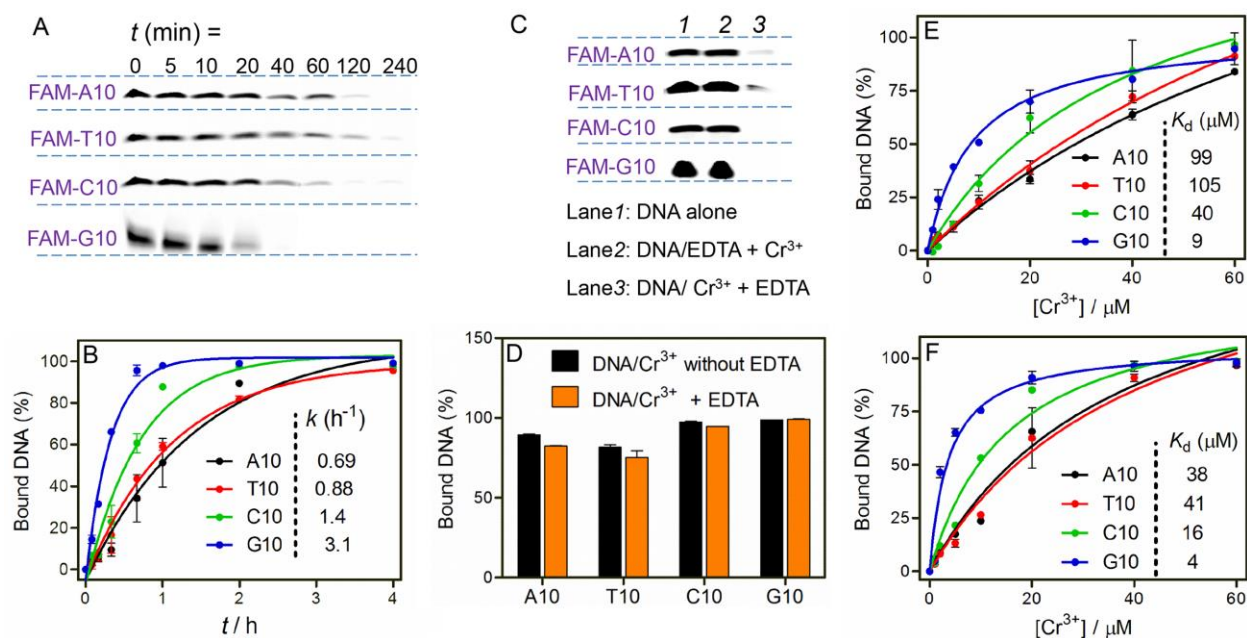 A
t (min) =
0 5 10 20 40 60 120 240
FAM-A10
FAM-T10
FAM-C10
FAM-G10
C
1 2 3
FAM-A10
FAM-T10
FAM-C10
FAM-G10
Lane1: DNA alone
Lane2: DNA/EDTA + Cr³⁺
Lane3: DNA/ Cr³⁺ + EDTA
E
Bound DNA (%)
100
75
50
25
0
Kd (μM)
A10 99
T10 105
C10 40
G10 9
0 20 40 60
[Cr³⁺] / μM
B
Bound DNA (%)
100
80
60
40
20
0
k (h⁻¹)
A10 0.69
T10 0.88
C10 1.4
G10 3.1
0 1 2 3 4
t / h
D
Bound DNA (%)
150
100
50
0
DNA/Cr³⁺ without EDTA
DNA/Cr³⁺ + EDTA
A10 T10 C10 G10
F
Bound DNA (%)
100
75
50
25
0
Kd (μM)
A10 38
T10 41
C10 16
G10 4
0 20 40 60
[Cr³⁺] / μM